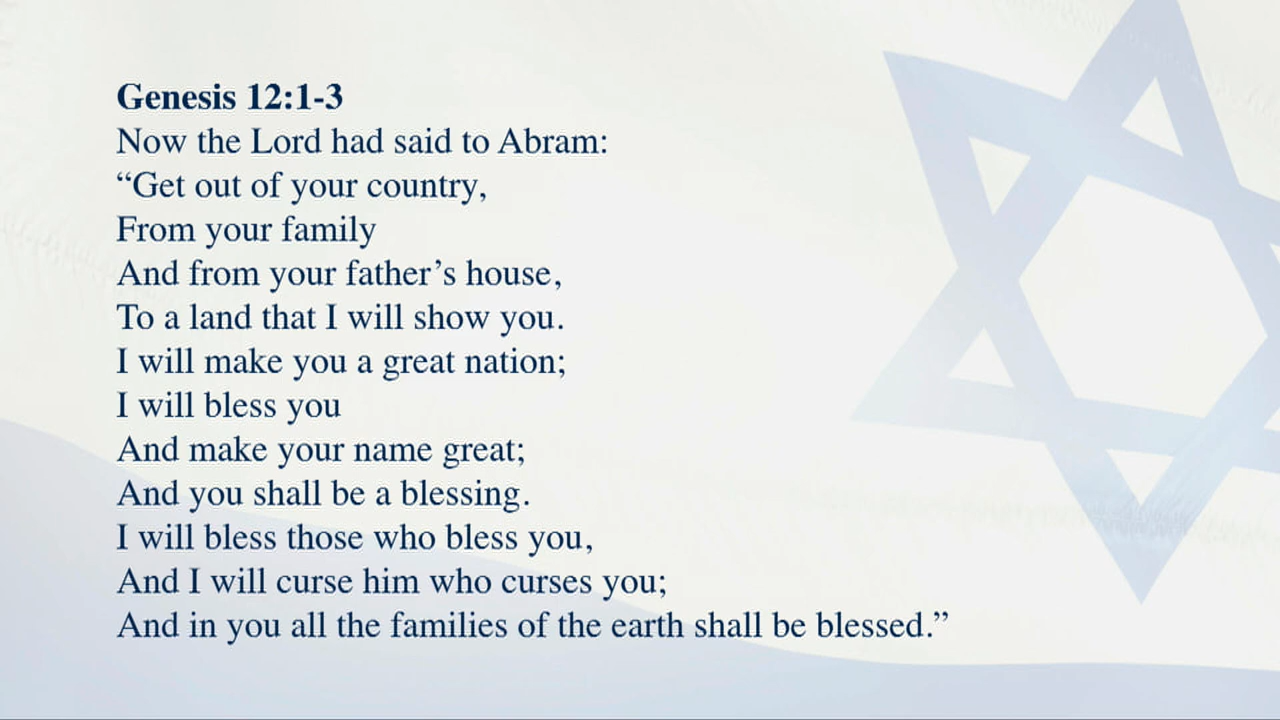 Genesis 12:1-3
Now the Lord had said to Abram:
“Get out of your country,
From your family
And from your father’s house,
To a land that I will show you.
I will make you a great nation;
I will bless you
And make your name great;
And you shall be a blessing.
I will bless those who bless you,
And I will curse him who curses you;
And in you all the families of the earth shall be blessed.”